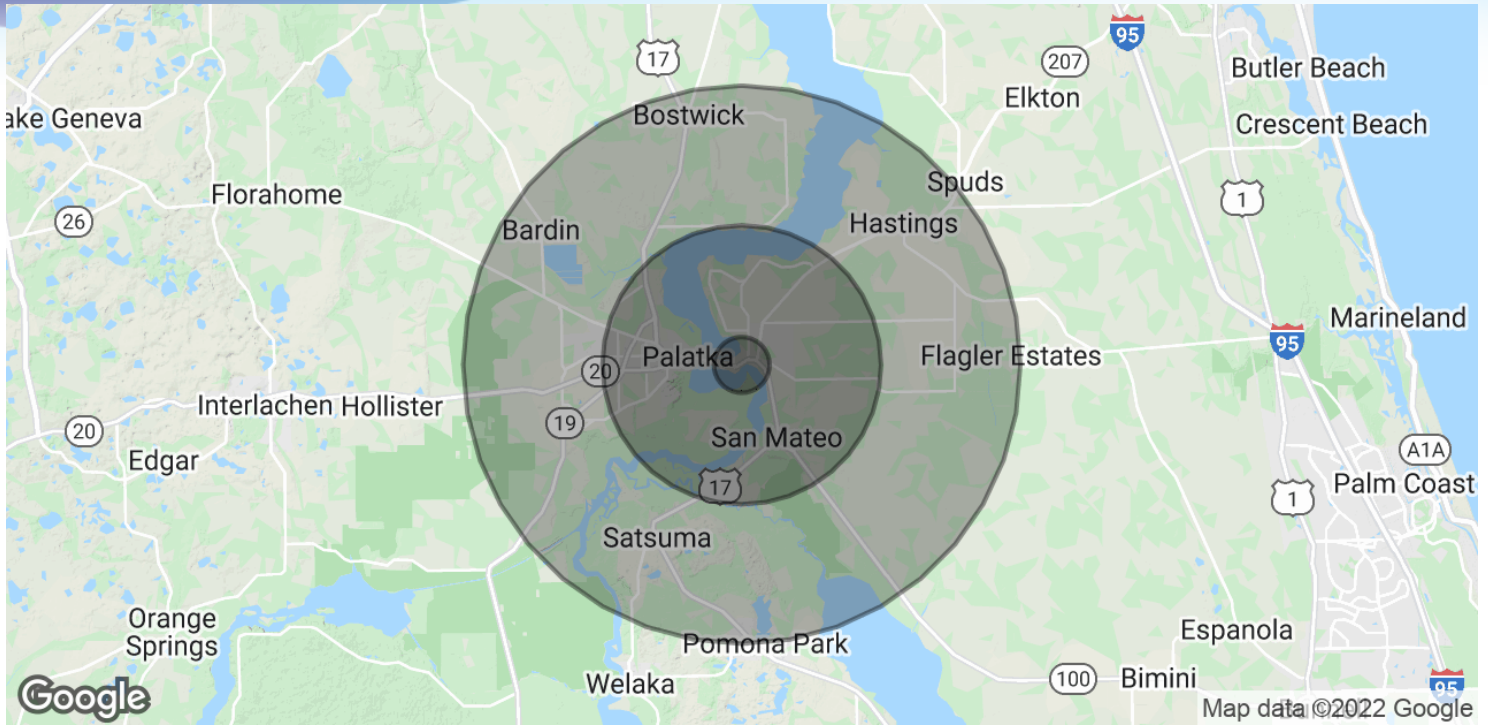 95
17
207
Butler Beach
Elkton
Bostwick
ake Geneva
Crescent Beach
Spuds
Florahome
1
26
Hastings
Bardin
Marineland
95
Palatka
Flagler Estates
20
Interlachen
Hollister
19
20
San Mateo
A1A
Edgar
17
Palm Coast
1
Satsuma
Orange
Springs
Espanola
Pomona Park
100
Bimini
Welaka
95
Google
Map data ©2022 Google